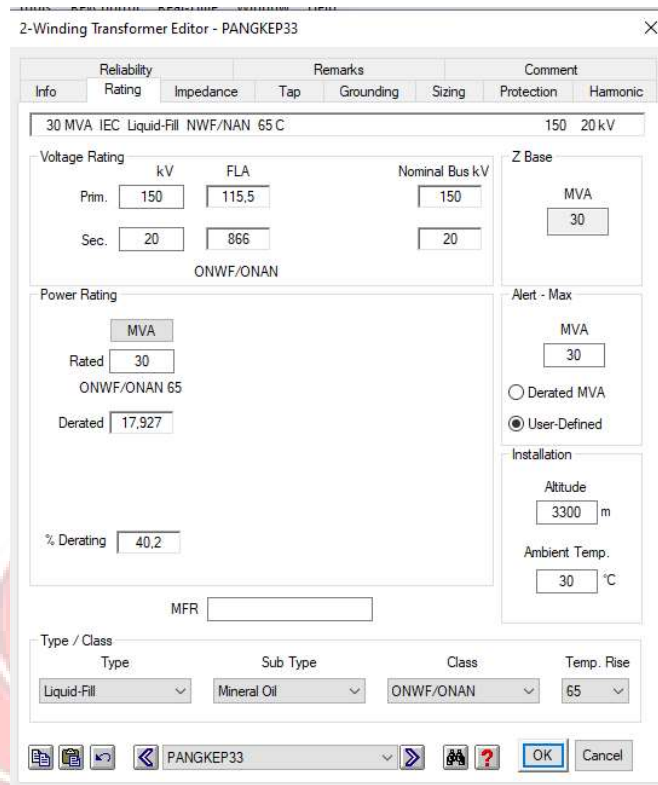 2-Winding Transformer Editor - PANGKEP33
Reliability Remarks Comment
Info Rating Impedance Tap Grounding Sizing Protection Harmonic
30 MVA IEC Liquid-Fill NWF/NAN 65 C 150 20 kV
Voltage Rating
kV FLA Nominal Bus kV
Prim. 150 115,5 150
Sec. 20 866 20
ONWF/ONAN
Z Base
MVA
30
Power Rating
MVA
Rated 30
ONWF/ONAN 65
Derated 17,927
% Derating 40,2
Alert - Max
MVA
30
Derated MVA
User-Defined
Installation
Altitude
3300 m
Ambient Temp.
30 °C
MFR
Type / Class
Type Sub Type Class Temp. Rise
Liquid-Fill Mineral Oil ONWF/ONAN 65
PANGKEP33 ? OK Cancel